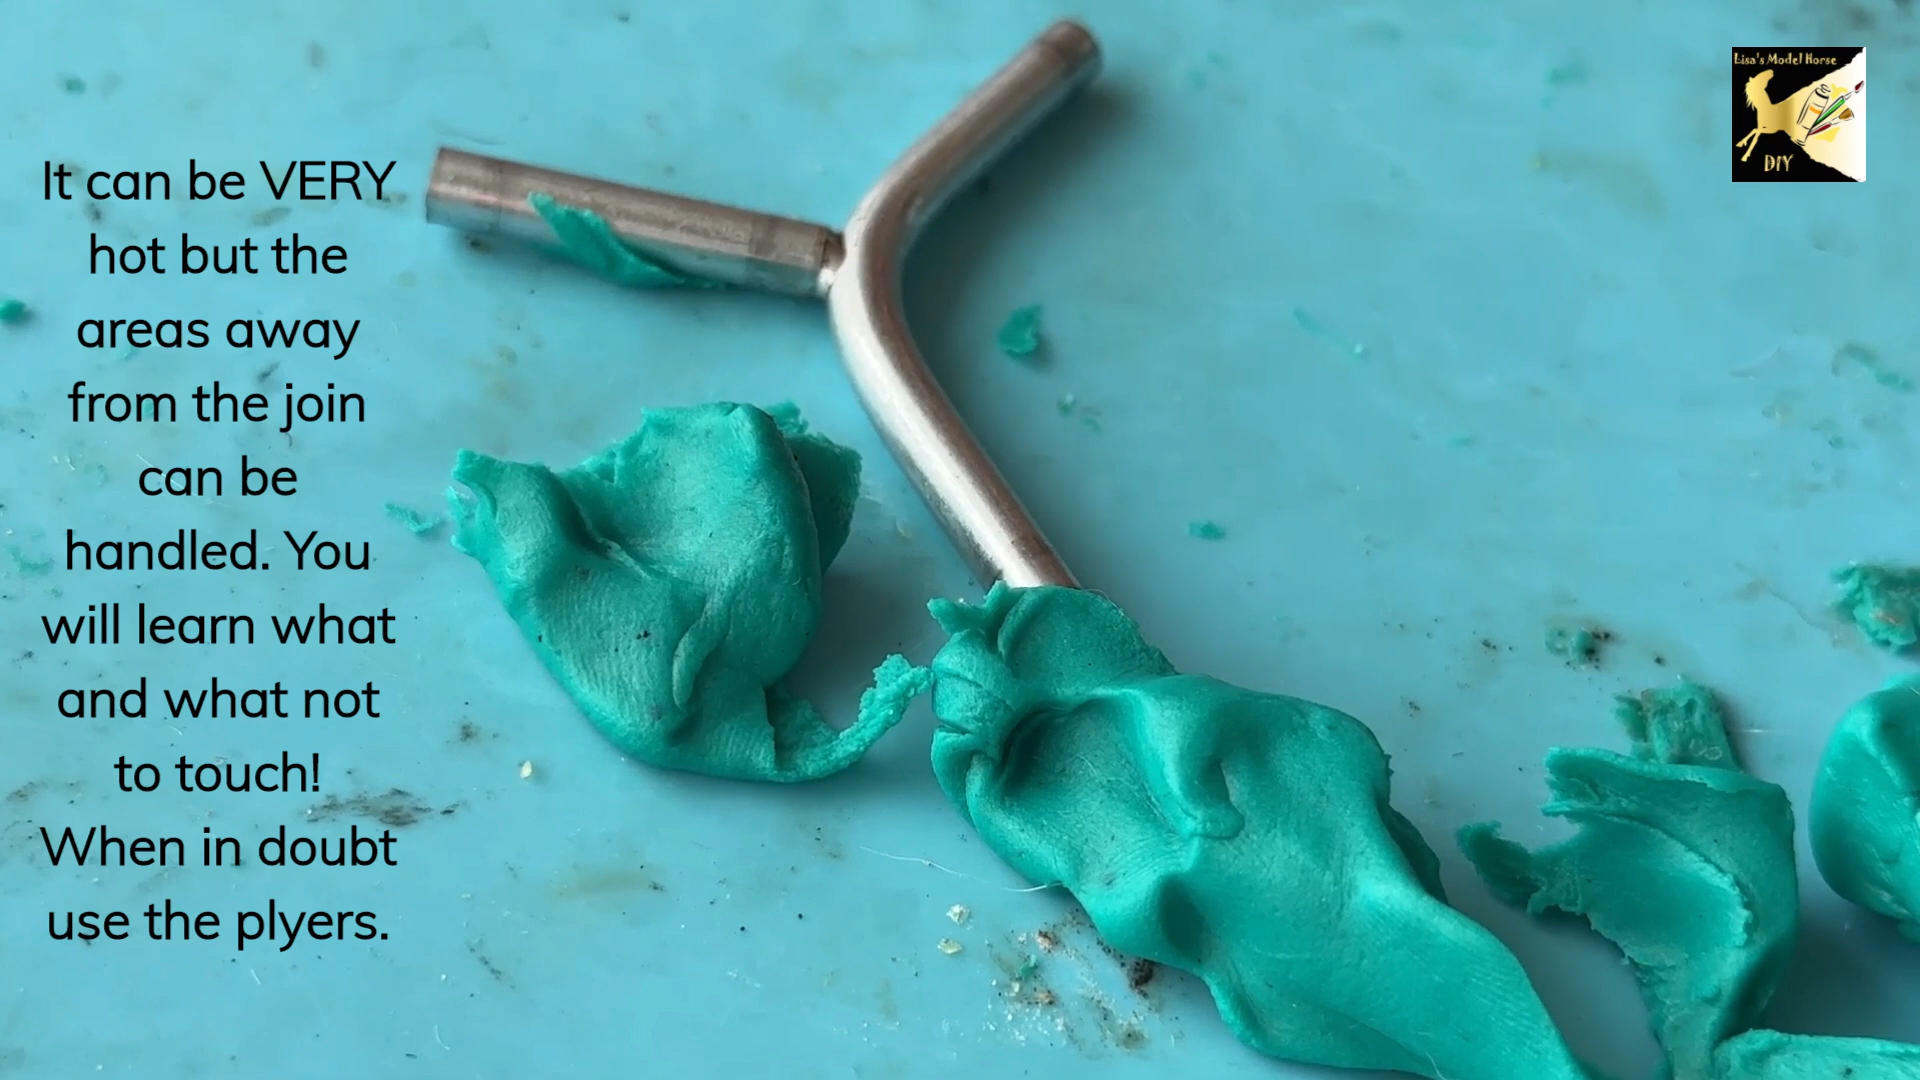 It can be VERY
hot but the
areas away
from the join
can be
handled. You
will learn what
and what not
to touch!
When in doubt
use the plyers.
Lisa's Model Horse
DIY